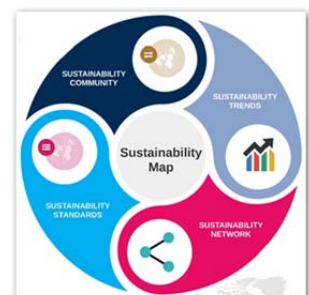 SUSTAINABILITY
COMMUNITY
SUSTAINABILITY
TRENDS
Sustainability
Map
SUSTAINABILITY
STANDARDS
SUSTAINABILITY
NETWORK